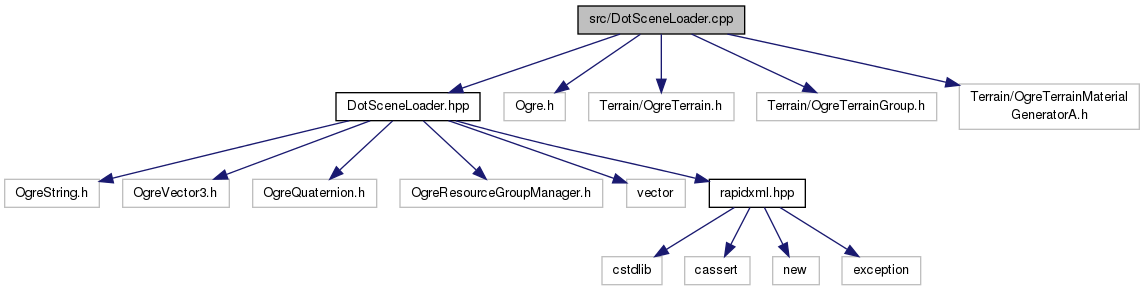 src/DotSceneLoader.cpp
DotSceneLoader.hpp
Ogre.h
Terrain/OgreTerrain.h
Terrain/OgreTerrainGroup.h
Terrain/OgreTerrainMaterial
GeneratorA.h
OgreString.h
OgreVector3.h
OgreQuaternion.h
OgreResourceGroupManager.h
vector
rapidxml.hpp
cstdlib
cassert
new
exception